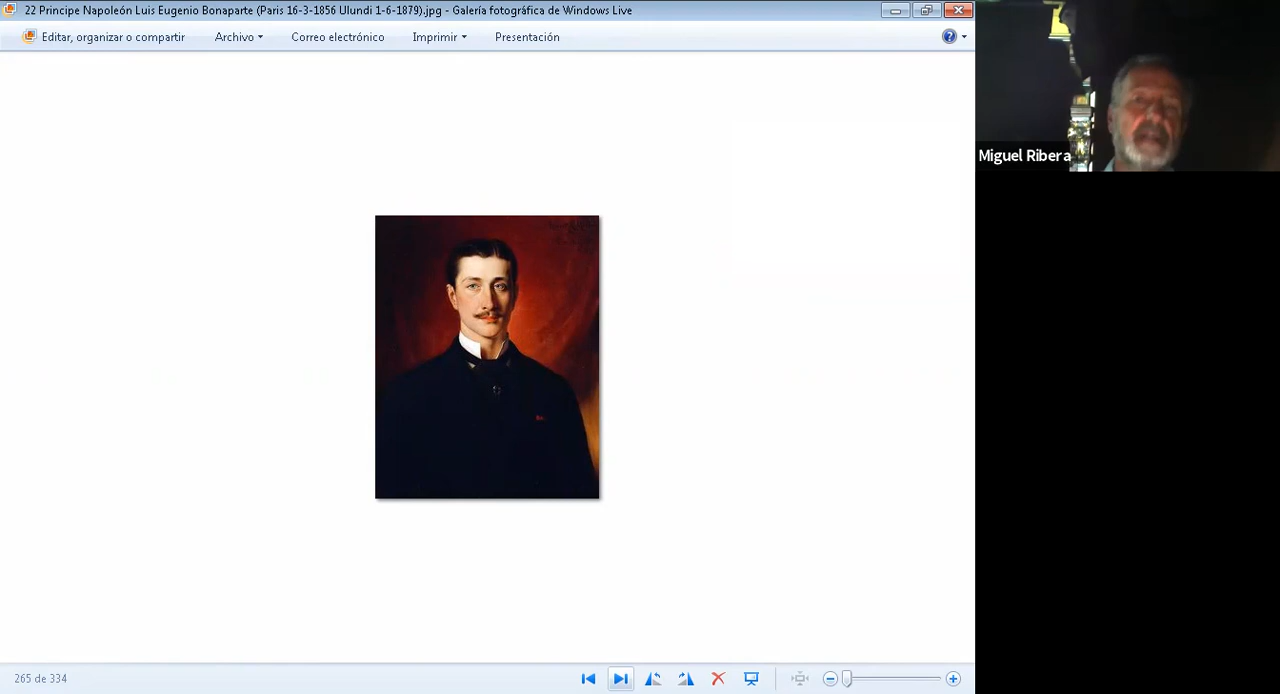 22 Principe Napoleón Luis Eugenio Bonaparte (Paris 16-3-1856 Ulundi 1-6-1879).jpg - Galería fotográfica de Windows Live
Editar, organizar o compartir Archivo Correo electrónico Imprimir Presentación
Miguel Ribera
265 de 334